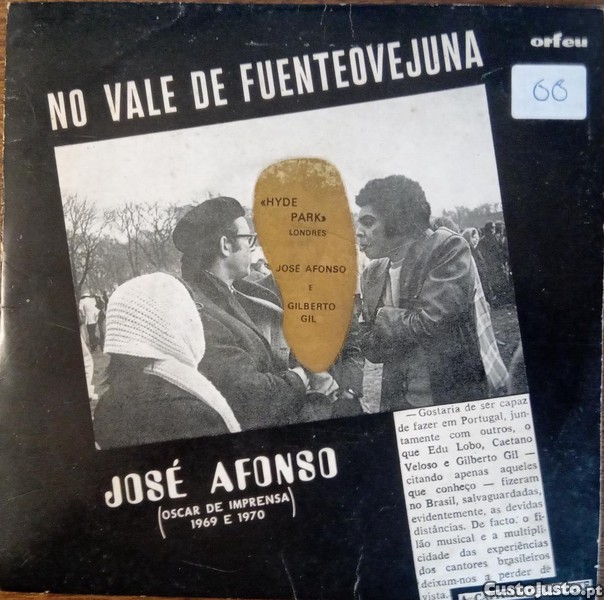 orfeu
66
NO VALE DE FUENTEOVEJUNA
«HYDE
PARK»
LONDRES
JOSÉ AFONSO
E
GILBERTO
GIL
JOSÉ AFONSO
(OSCAR DE IMPRENSA)
1969 E 1970
—Gostaria de ser capaz
de fazer em Portugal, jun-
tamente com outros, o
que Edu Lobo, Caetano
Veloso e Gilberto Gil —
citando apenas aqueles
que conheço — fizeram
no Brasil, salvaguardadas,
evidentemente, as devidas
distâncias. De facto, o fi-
lão musical e a multipli-
cidade das experiências
dos cantores brasileiros
deixam-nos a perder de
vista.
CustoJusto.pt